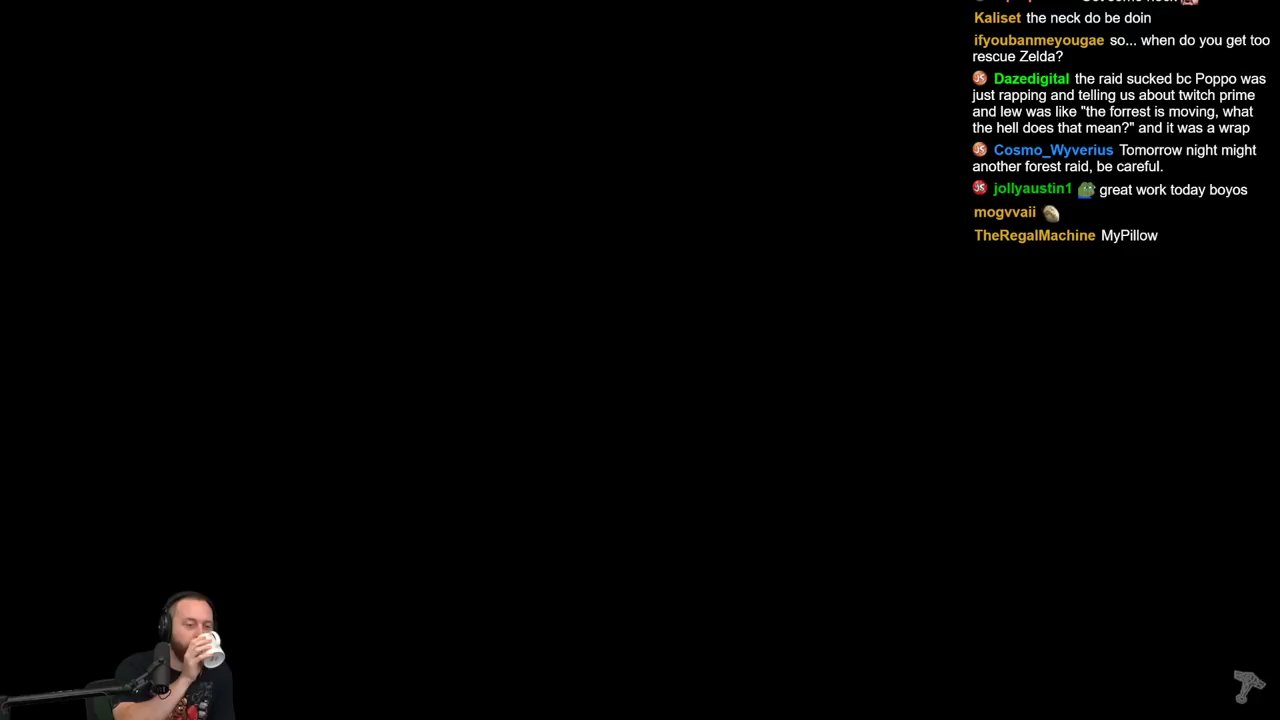 Kaliset the neck do be doin
ifyoubanmeyougae so... when do you get too
rescue Zelda?
Dazedigital the raid sucked bc Poppo was
just rapping and telling us about twitch prime
and lew was like "the forrest is moving, what
the hell does that mean?" and it was a wrap
Cosmo_Wyverius Tomorrow night might
another forest raid, be careful.
jollyaustin1 great work today boyos
mogvvaii
TheRegalMachine MyPillow